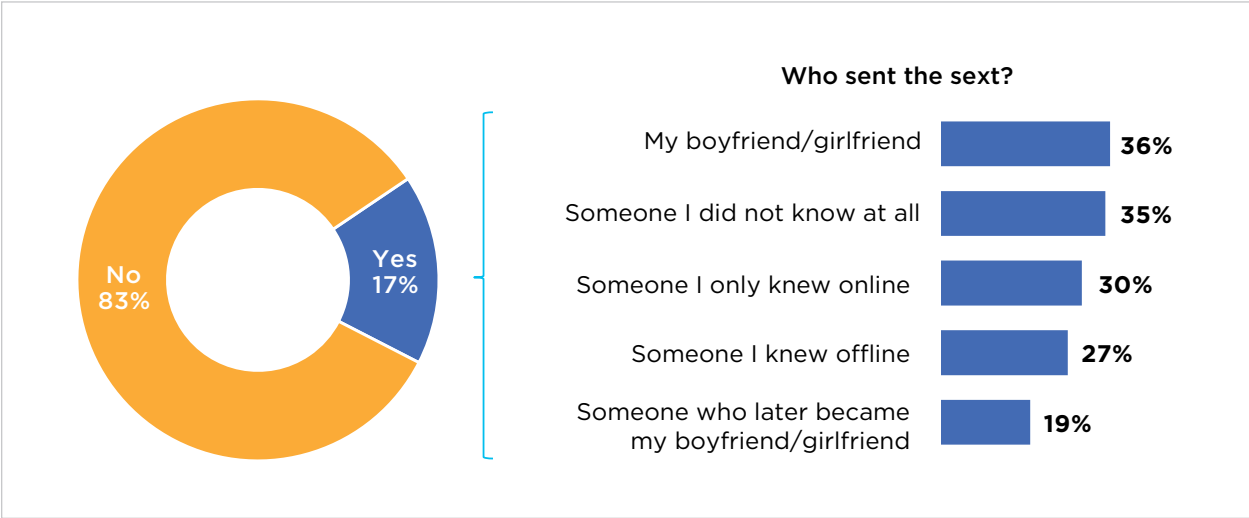 Who sent the sext?
No
83%
Yes
17%
My boyfriend/girlfriend
36%
Someone I did not know at all
35%
Someone I only knew online
30%
Someone I knew offline
27%
Someone who later became
my boyfriend/girlfriend
19%